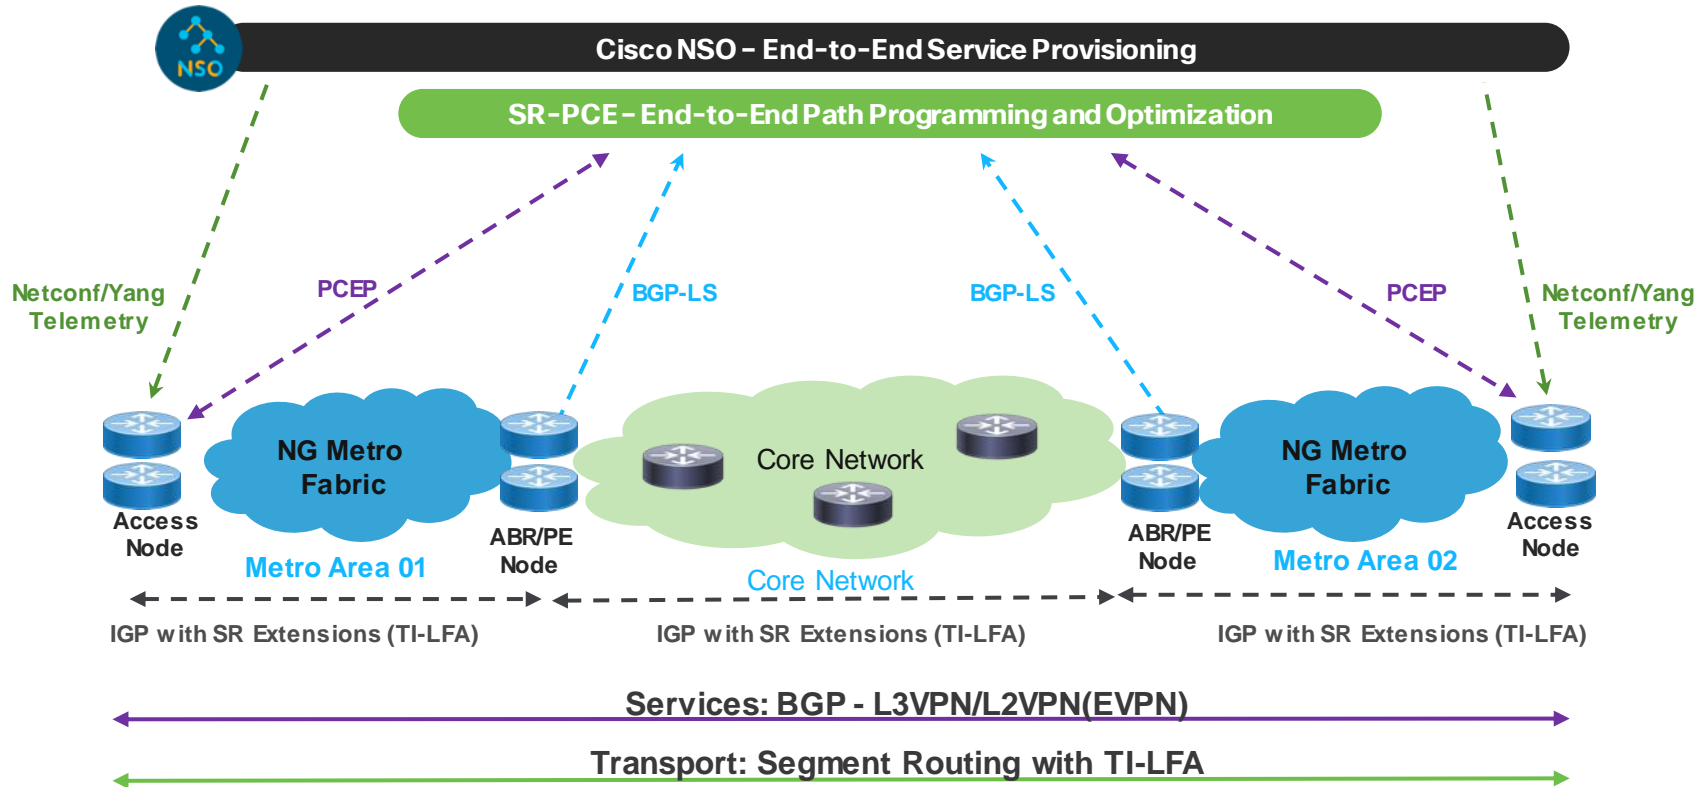 NSO
Cisco NSO – End-to-End Service Provisioning
SR-PCE – End-to-End Path Programming and Optimization
Netconf/Yang
Telemetry
PCEP
BGP-LS
BGP-LS
PCEP
Netconf/Yang
Telemetry
NG Metro
Fabric
Core Network
NG Metro
Fabric
Access
Node
ABR/PE
Node
ABR/PE
Node
Access
Node
Metro Area 01
Core Network
Metro Area 02
IGP with SR Extensions (TI-LFA)
IGP with SR Extensions (TI-LFA)
IGP with SR Extensions (TI-LFA)
Services: BGP - L3VPN/L2VPN(EVPN)
Transport: Segment Routing with TI-LFA